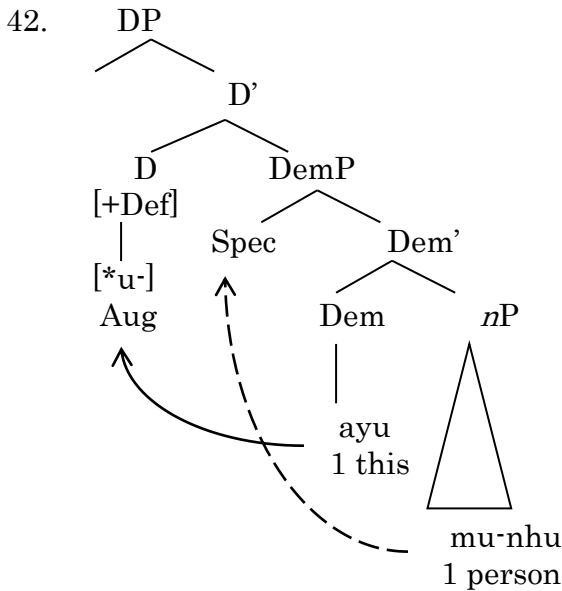 42. DP
D'
D DemP
[+Def]
Spec Dem'
[*u-]
Aug Dem nP
ayu
1 this
mu-nhu
1 person